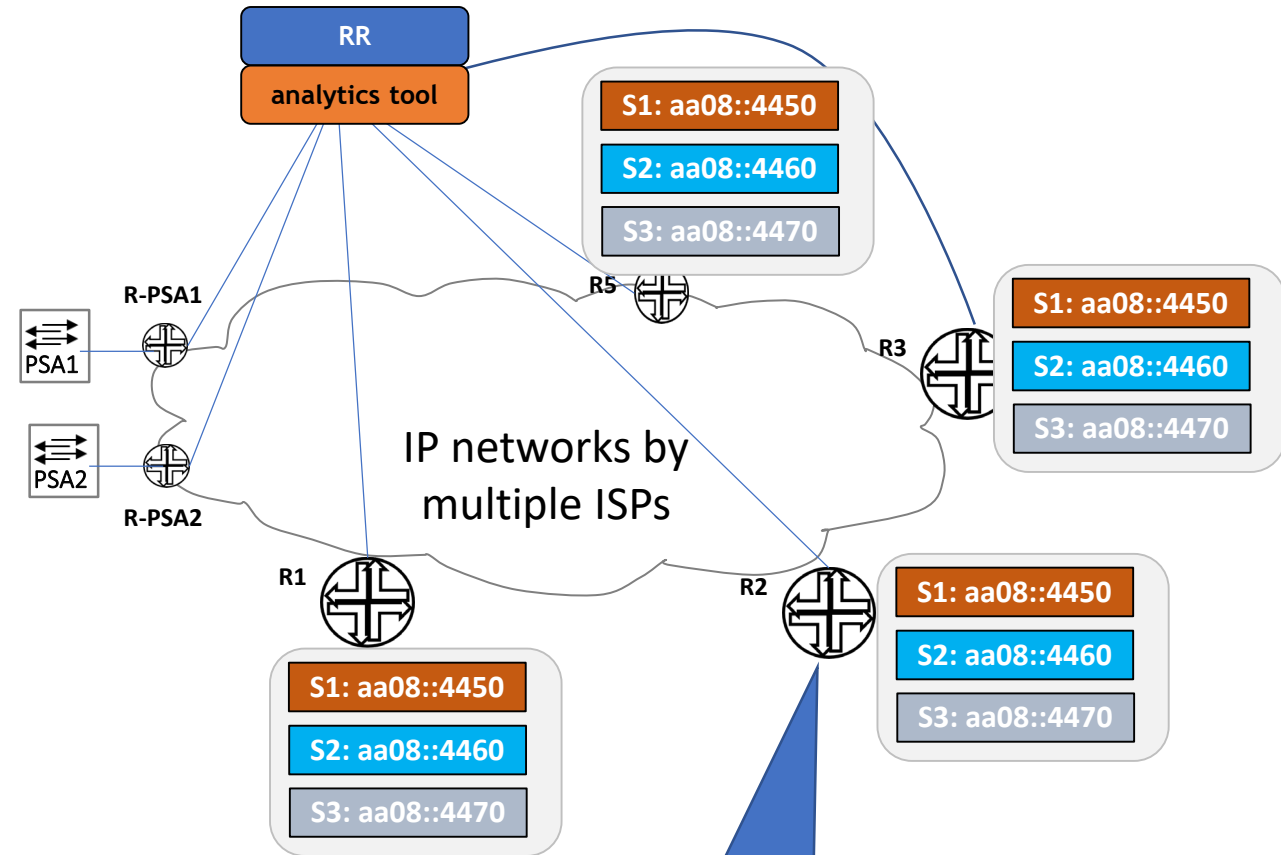 RR
analytics tool
S1: aa08::4450
S2: aa08::4460
S3: aa08::4470
R5
R-PSA1
PSA1
R3
S1: aa08::4450
S2: aa08::4460
S3: aa08::4470
IP networks by
multiple ISPs
PSA2
R-PSA2
R1
S1: aa08::4450
S2: aa08::4460
S3: aa08::4470
R2
S1: aa08::4450
S2: aa08::4460
S3: aa08::4470